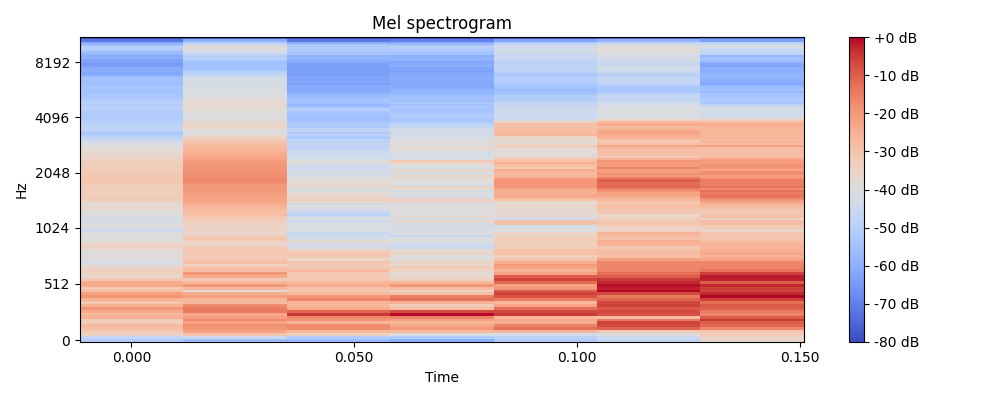 Mel spectrogram
Hz
8192
4096
2048
1024
512
0
0.000
0.050
0.100
0.150
Time
+0 dB
-10 dB
-20 dB
-30 dB
-40 dB
-50 dB
-60 dB
-70 dB
-80 dB